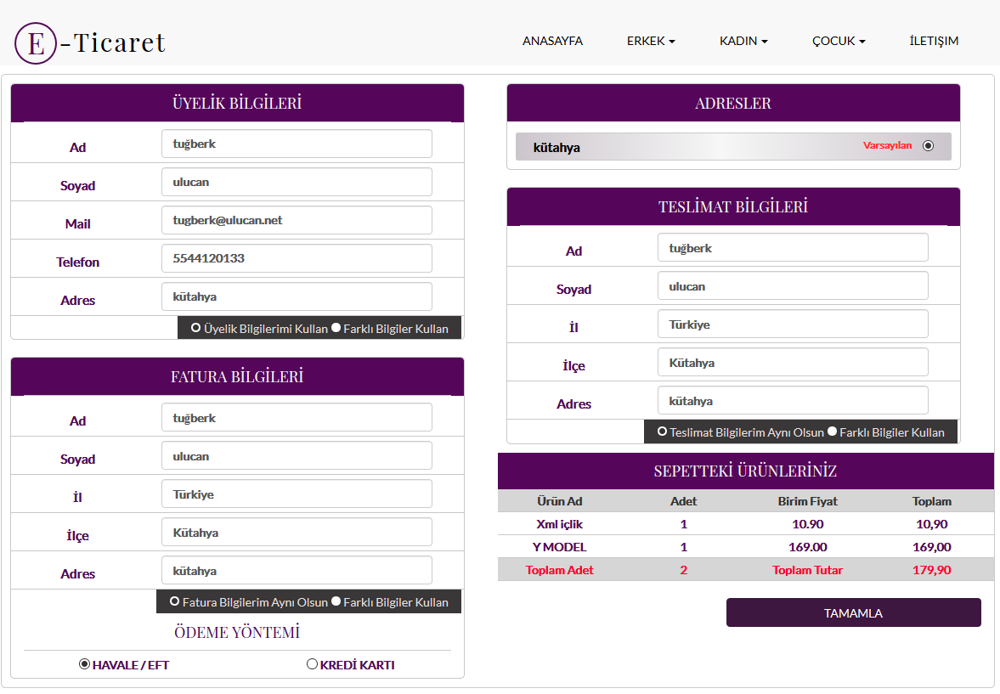 E-Ticaret
ANASAYFA ERKEK KADIN ÇOCUK İLETIŞIM
ÜYELİK BİLGİLERİ
Ad tuğberk
Soyad ulucan
Mail tugberk@ulucan.net
Telefon 5544120133
Adres kütahya
Üyelik Bilgilerimi Kullan Farklı Bilgiler Kullan
FATURA BİLGİLERİ
Ad tuğberk
Soyad ulucan
İl Türkiye
İlçe Kütahya
Adres kütahya
Fatura Bilgilerim Aynı Olsun Farklı Bilgiler Kullan
ÖDEME YÖNTEMİ
HAVALE / EFT KREDİ KARTI
ADRESLER
kütahya Varsayılan
TESLİMAT BİLGİLERİ
Ad tuğberk
Soyad ulucan
İl Türkiye
İlçe Kütahya
Adres kütahya
Teslimat Bilgilerim Aynı Olsun Farklı Bilgiler Kullan
SEPETTEKİ ÜRÜNLERİNİZ
Ürün Ad Adet Birim Fiyat Toplam
Xml içlik 1 10.90 10,90
Y MODEL 1 169.00 169,00
Toplam Adet 2 Toplam Tutar 179,90
TAMAMLA